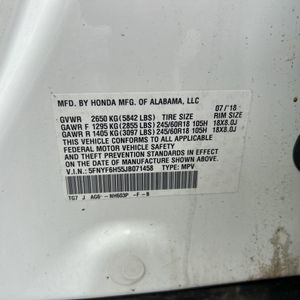 MFD. BY HONDA MFG. OF ALABAMA, LLC 07/'18
GVWR 2650 KG(5842 LBS) TIRE SIZE RIM SIZE
GAWR F 1295 KG(2855 LBS) 245/60R18 105H 18X8.0J
GAWR R 1405 KG(3097 LBS) 245/60R18 105H 18X8.0J
THIS VEHICLE CONFORMS TO ALL APPLICABLE
FEDERAL MOTOR VEHICLE SAFETY STANDARDS IN EFFECT
ON THE DATE OF MANUFACTURE SHOWN ABOVE.
V.I.N.: 5FNYF6H55JB071458 TYPE: MPV
TG7 J AG6- NH603P -F -B